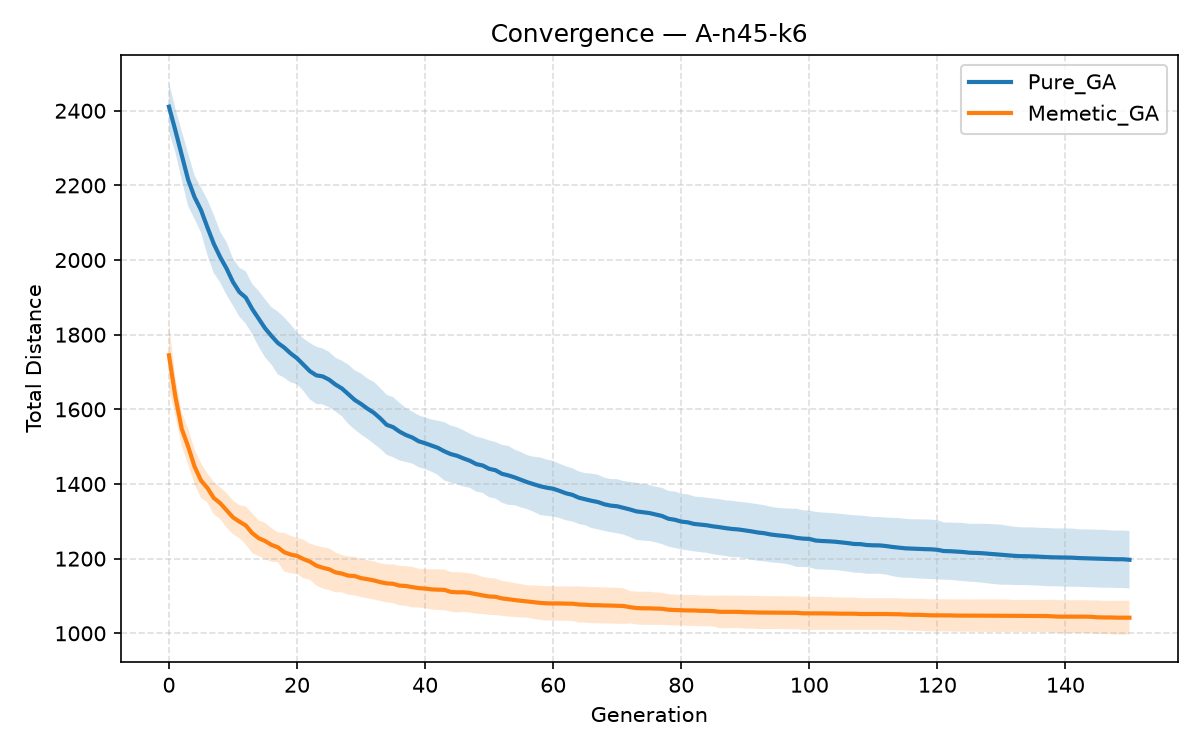 Convergence — A-n45-k6
Pure_GA
Memetic_GA
Total Distance
2400
2200
2000
1800
1600
1400
1200
1000
0 20 40 60 80 100 120 140
Generation